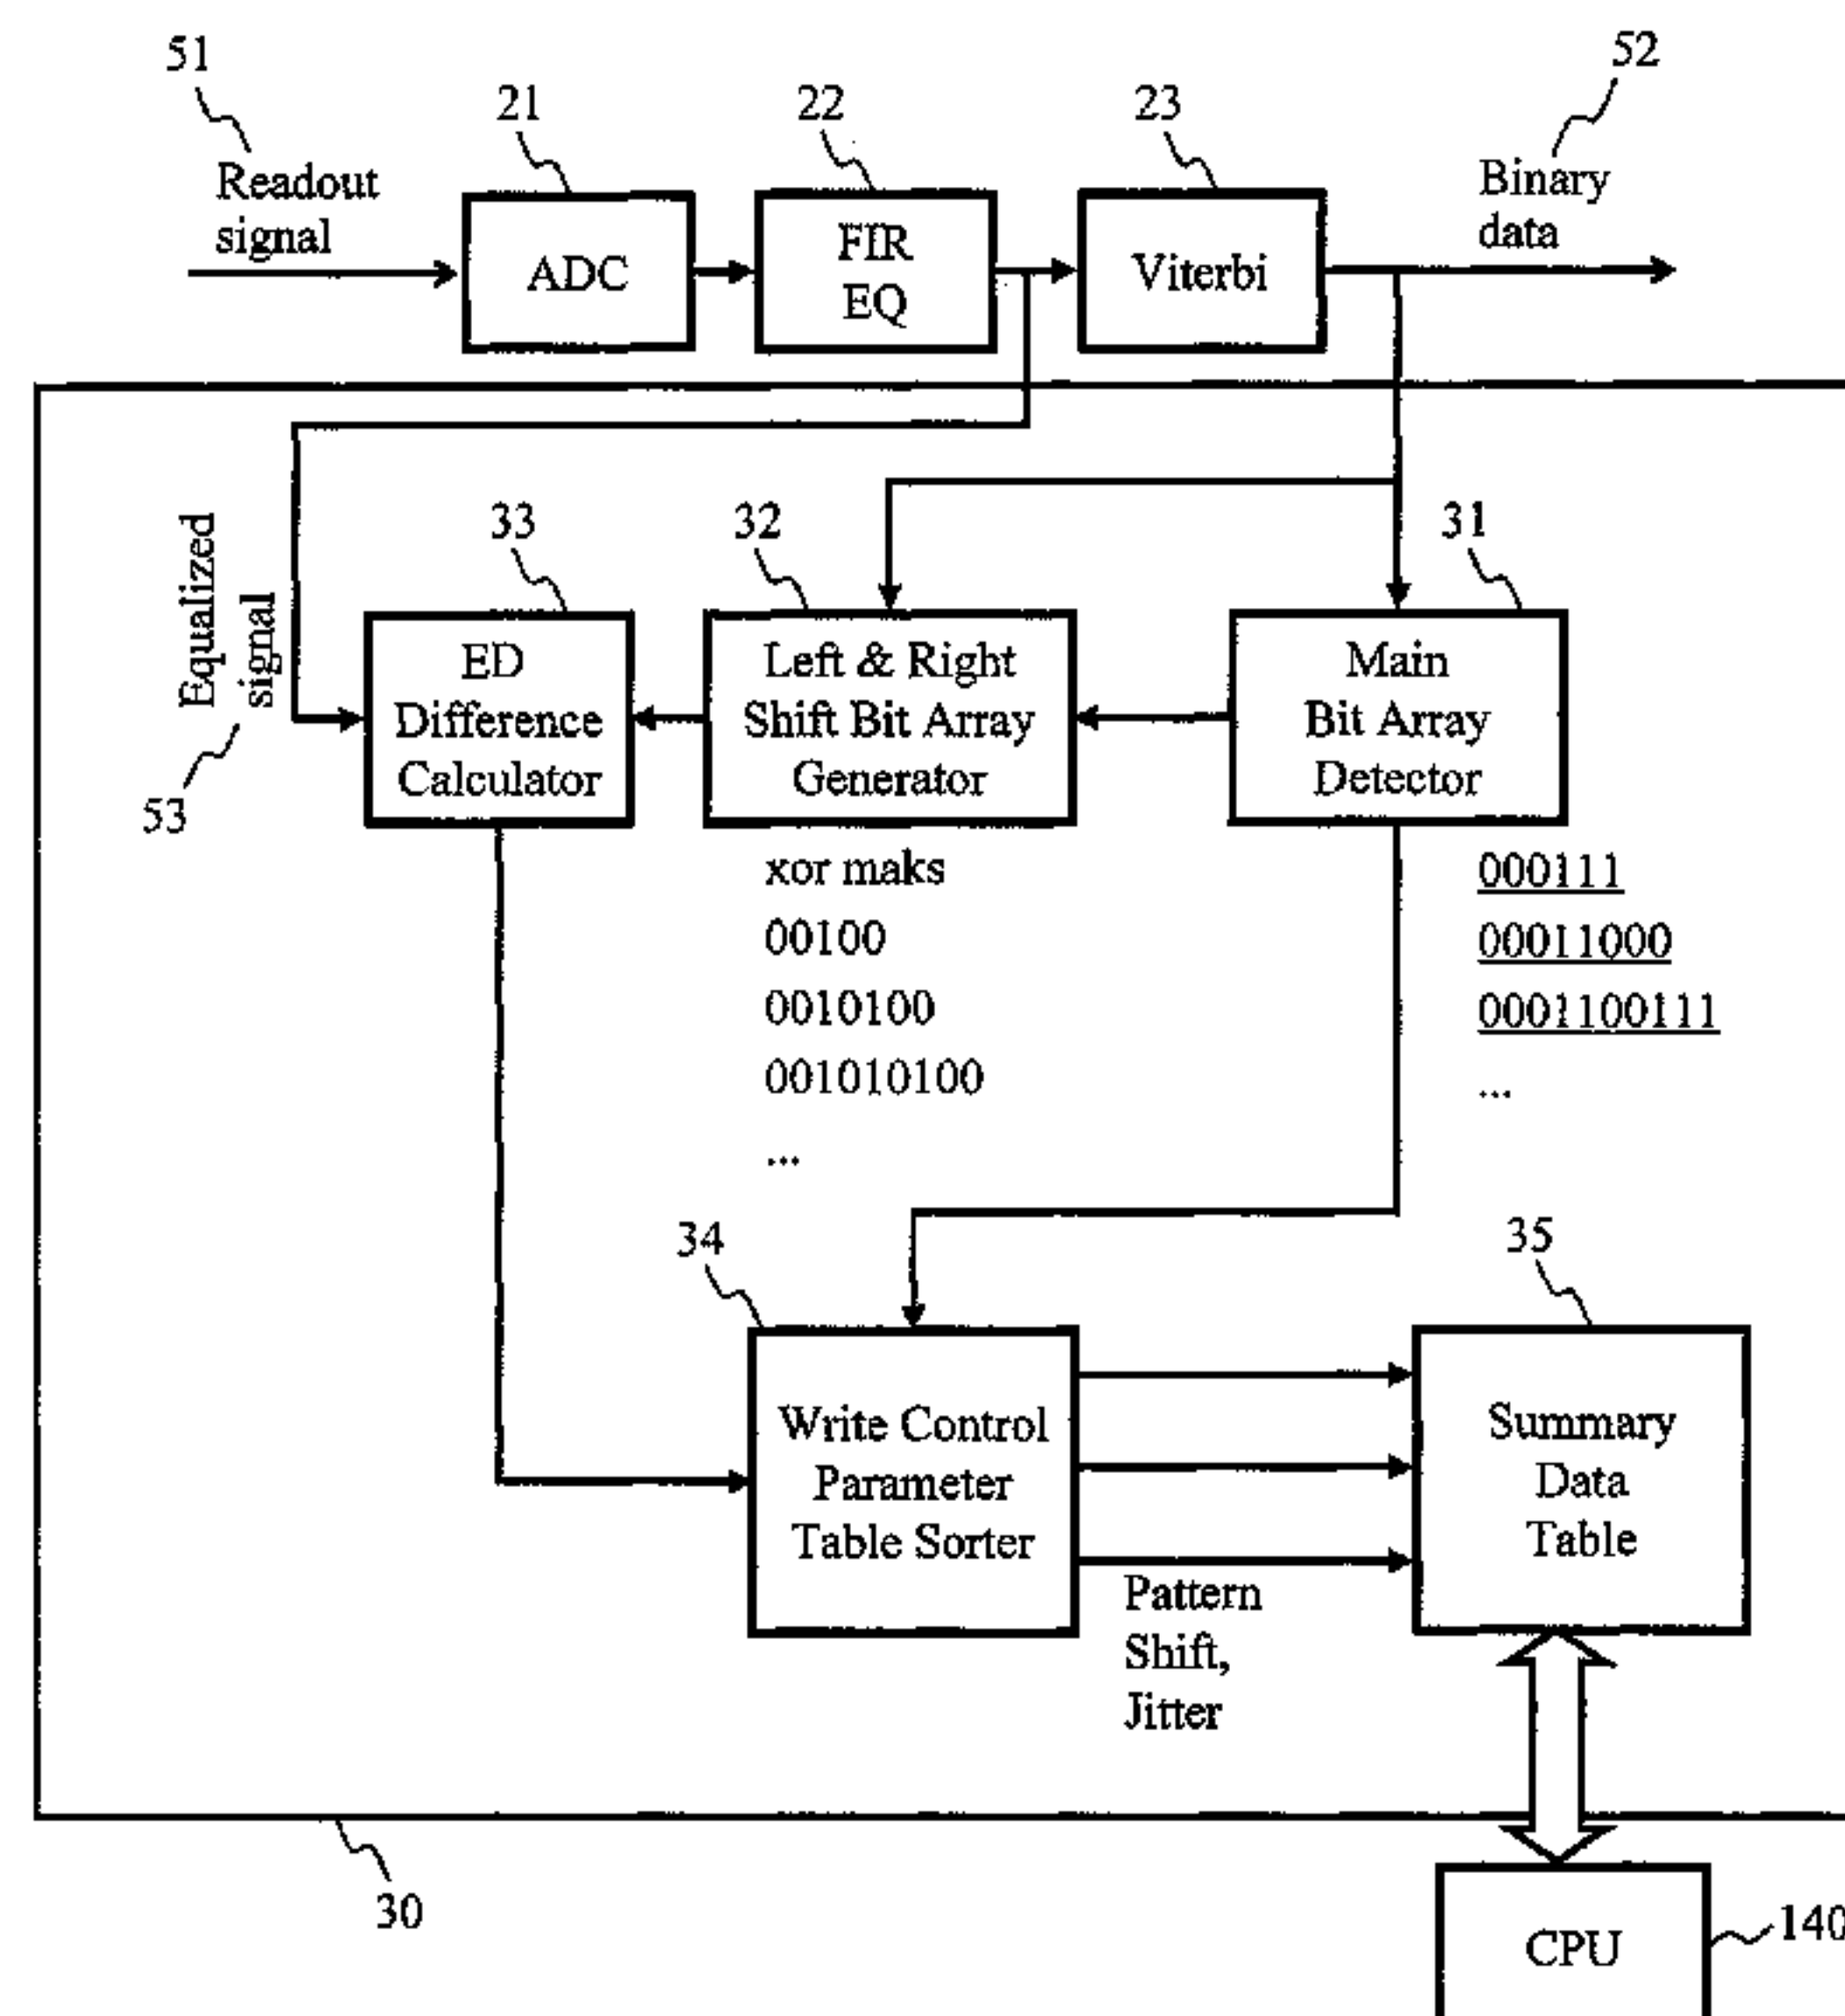 51
52
21
22
23
Readout
signal
ADC
FIR
EQ
Viterbi
Binary
data
Equalized
signal
53
33
32
31
ED
Difference
Calculator
Left & Right
Shift Bit Array
Generator
Main
Bit Array
Detector
xor maks
00100
0010100
001010100
...
000111
00011000
0001100111
...
34
35
Write Control
Parameter
Table Sorter
Summary
Data
Table
Pattern
Shift,
Jitter
30
CPU
140